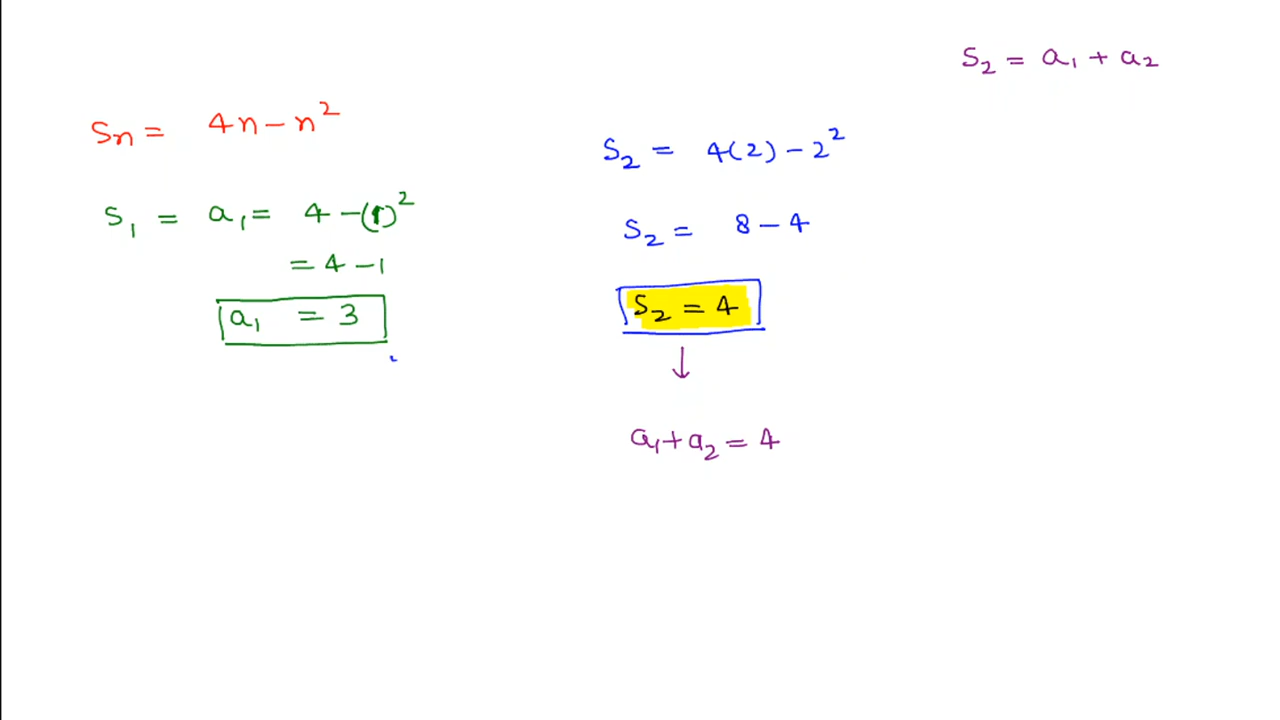 S₂ = a₁ + a₂
Sn = 4n - n²
S₁ = a₁ = 4 - (1)²
= 4 - 1
a₁ = 3
S₂ = 4(2) - 2²
S₂ = 8 - 4
S₂ = 4
↓
a₁ + a₂ = 4